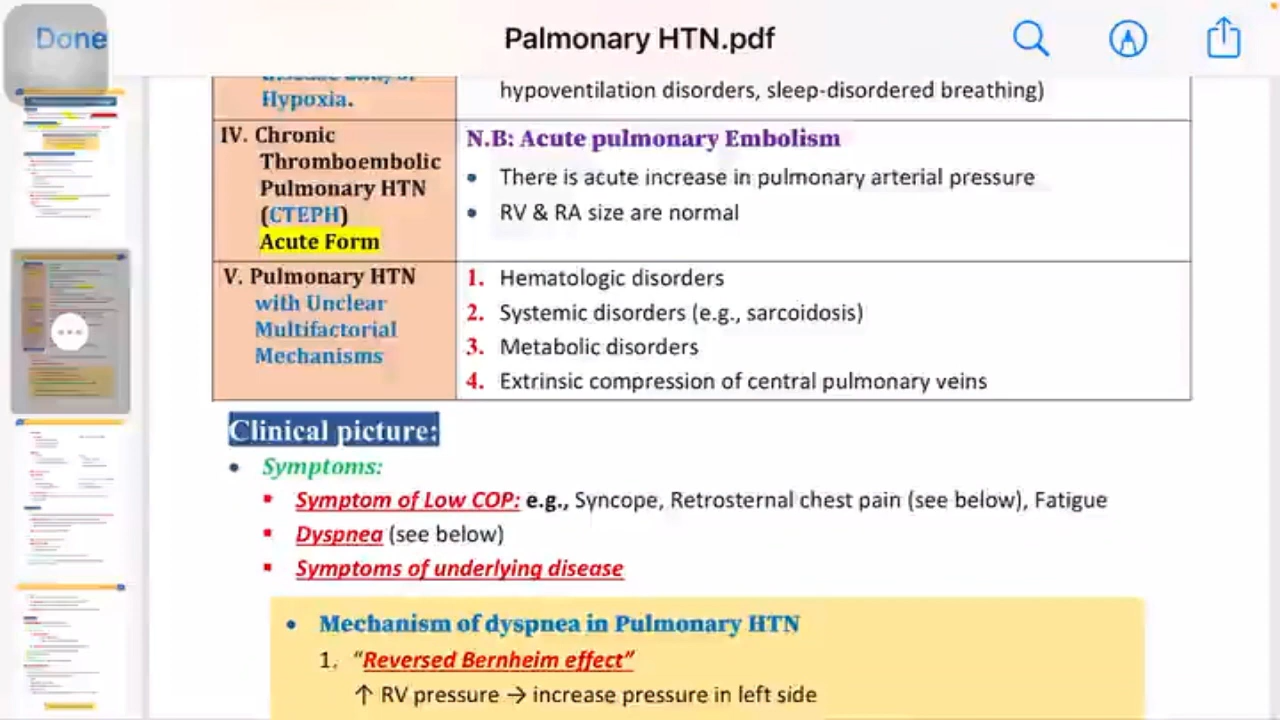 Done
Palmonary HTN.pdf
Hypoxia.
hypoventilation disorders, sleep-disordered breathing)
IV. Chronic
Thromboembolic
Pulmonary HTN
(CTEPH)
Acute Form
N.B: Acute pulmonary Embolism
• There is acute increase in pulmonary arterial pressure
• RV & RA size are normal
V. Pulmonary HTN
with Unclear
Multifactorial
Mechanisms
1. Hematologic disorders
2. Systemic disorders (e.g., sarcoidosis)
3. Metabolic disorders
4. Extrinsic compression of central pulmonary veins
Clinical picture:
• Symptoms:
▪ Symptom of Low COP: e.g., Syncope, Retrosternal chest pain (see below), Fatigue
▪ Dyspnea (see below)
▪ Symptoms of underlying disease
• Mechanism of dyspnea in Pulmonary HTN
1. “Reversed Bernheim effect”
↑ RV pressure → increase pressure in left side